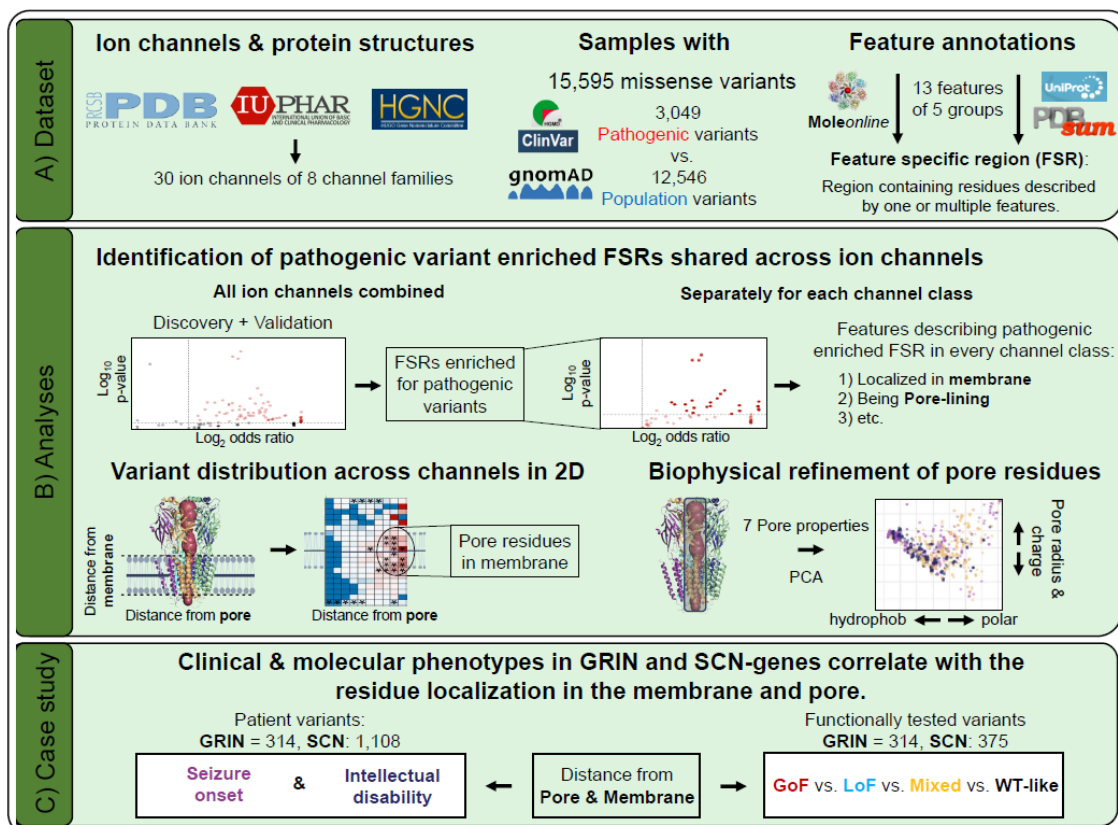 A) Dataset
Ion channels & protein structures
RCSB
PDB
PROTEIN DATA BANK
IUPHAR
INTERNATIONAL UNION OF BASIC
AND CLINICAL PHARMACOLOGY
HGNC
30 ion channels of 8 channel families
Samples with
15,595 missense variants
HGMD
ClinVar
gnomAD
3,049
Pathogenic variants
vs.
12,546
Population variants
Feature annotations
Moleonline
13 features
of 5 groups
UniProt
PDB
sum
Feature specific region (FSR):
Region containing residues described
by one or multiple features.
B) Analyses
Identification of pathogenic variant enriched FSRs shared across ion channels
All ion channels combined
Discovery + Validation
Log10
p-value
Log2 odds ratio
FSRs enriched
for pathogenic
variants
Separately for each channel class
Log10
p-value
Log2 odds ratio
Features describing pathogenic
enriched FSR in every channel class:
1) Localized in membrane
2) Being Pore-lining
3) etc.
Variant distribution across channels in 2D
Distance from
membrane
Distance from pore
Distance from pore
Pore residues
in membrane
Biophysical refinement of pore residues
7 Pore properties
PCA
Pore radius &
charge
hydrophob
polar
C) Case study
Clinical & molecular phenotypes in GRIN and SCN-genes correlate with the
residue localization in the membrane and pore.
Patient variants:
GRIN = 314, SCN: 1,108
Seizure
onset
&
Intellectual
disability
Distance from
Pore & Membrane
Functionally tested variants
GRIN = 314, SCN: 375
GoF vs. LoF vs. Mixed vs. WT-like